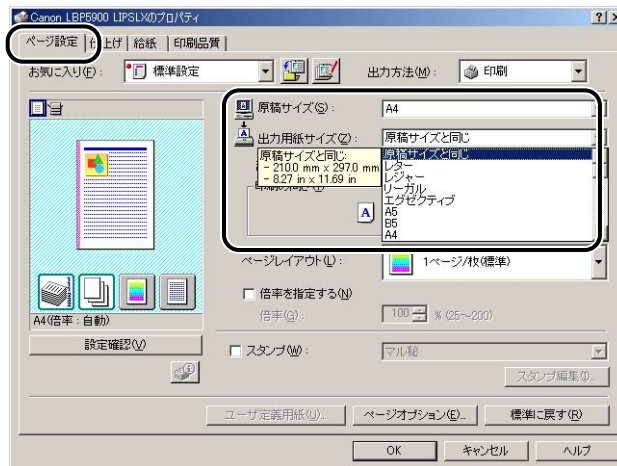 Canon LBP5900 LIPSLXのプロパティ
ページ設定 仕上げ 給紙 印刷品質
お気に入り(F): 標準設定 出力方法(M): 印刷
原稿サイズ(S): A4
出力用紙サイズ(Z): 原稿サイズと同じ
原稿サイズと同じ:
- 210.0 mm x 297.0 mm
- 8.27 in x 11.69 in
原稿サイズと同じ
レター
レジャー
リーガル
エグゼクティブ
A5
B5
A4
A
ページレイアウト(L): 1ページ/枚(標準)
倍率を指定する(N)
倍率(G): 100 % (25~200)
A4(倍率:自動)
設定確認(V)
スタンプ(W): マル秘
スタンプ編集(I)...
ユーザ定義用紙(U)... ページオプション(E)... 標準に戻す(R)
OK キャンセル ヘルプ